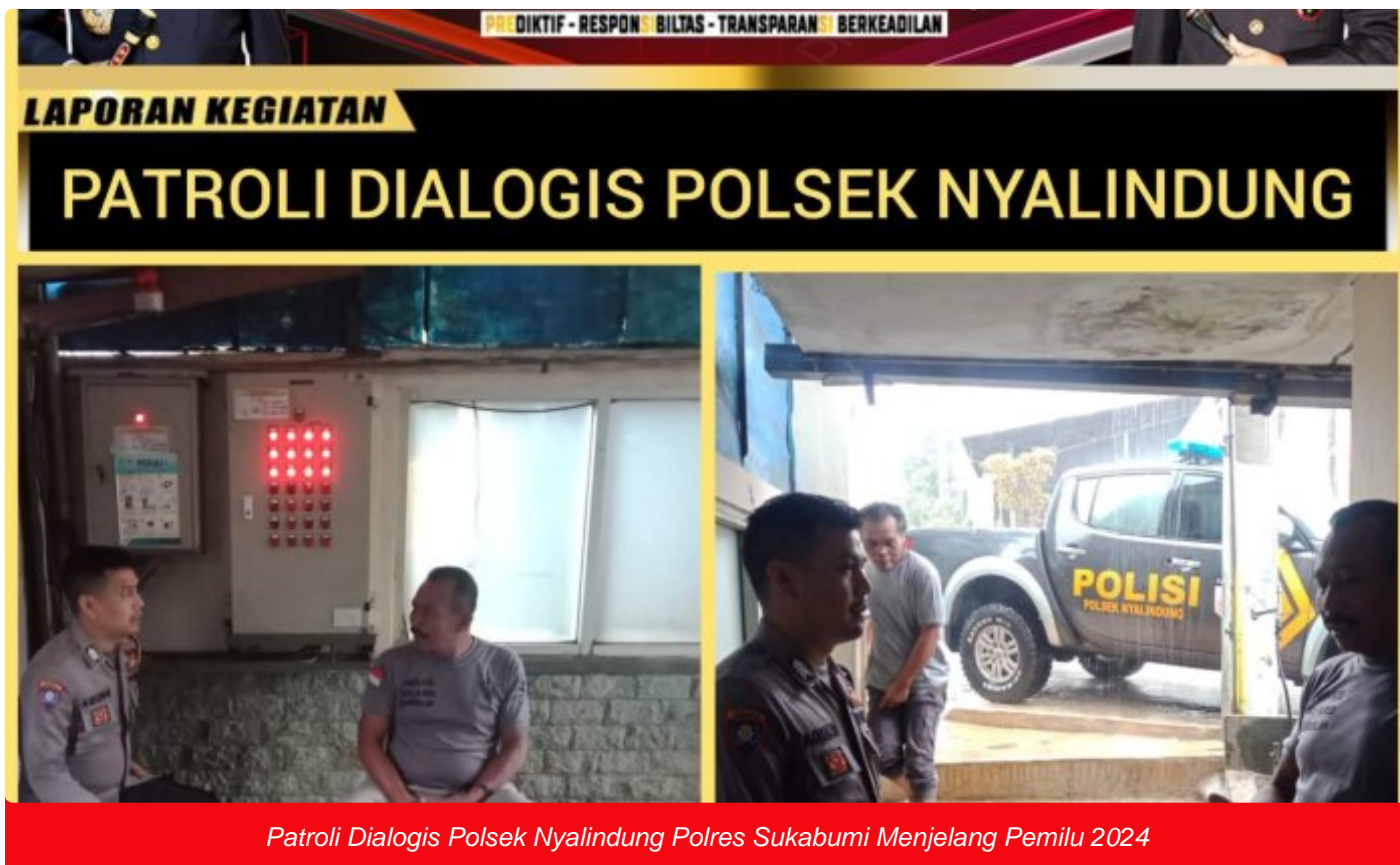 PREDIKTIF - RESPONSIBILTAS - TRANSPARANSI BERKEADILAN
LAPORAN KEGIATAN
PATROLI DIALOGIS POLSEK NYALINDUNG
POLISI
POLSEK NYALINDUNG
Patroli Dialogis Polsek Nyalindung Polres Sukabumi Menjelang Pemilu 2024